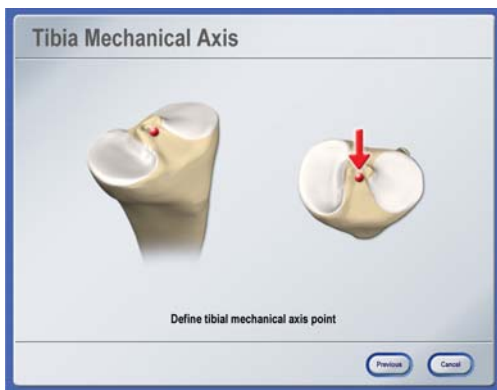 Tibia Mechanical Axis
Define tibial mechanical axis point
Previous
Cancel